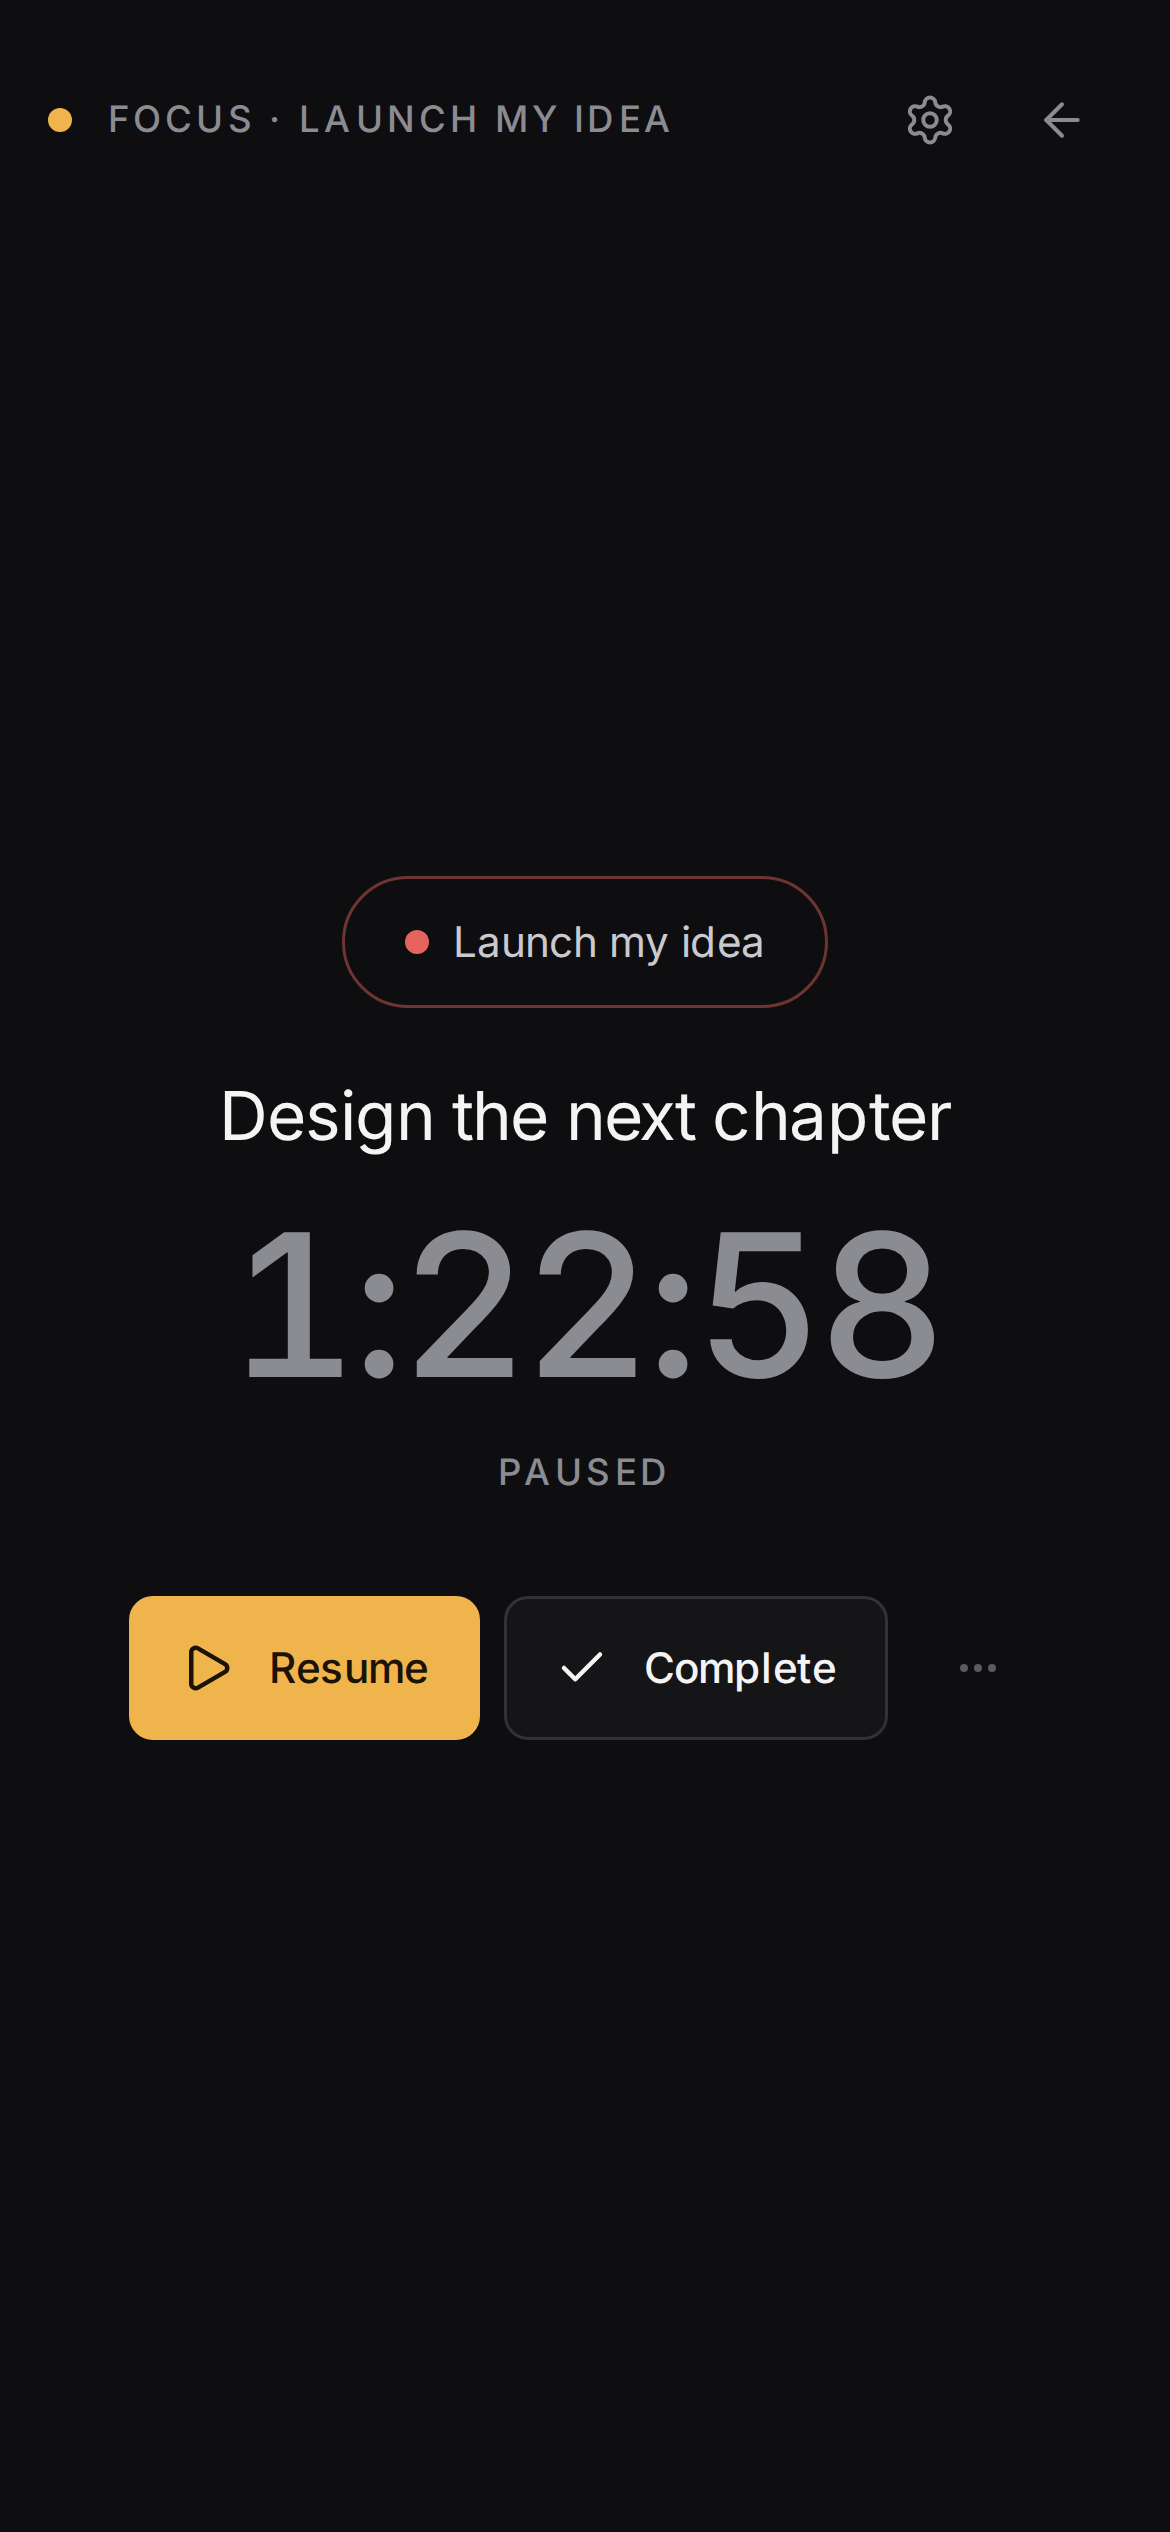 FOCUS · LAUNCH MY IDEA
Launch my idea
Design the next chapter
1:22:58
PAUSED
Resume
Complete